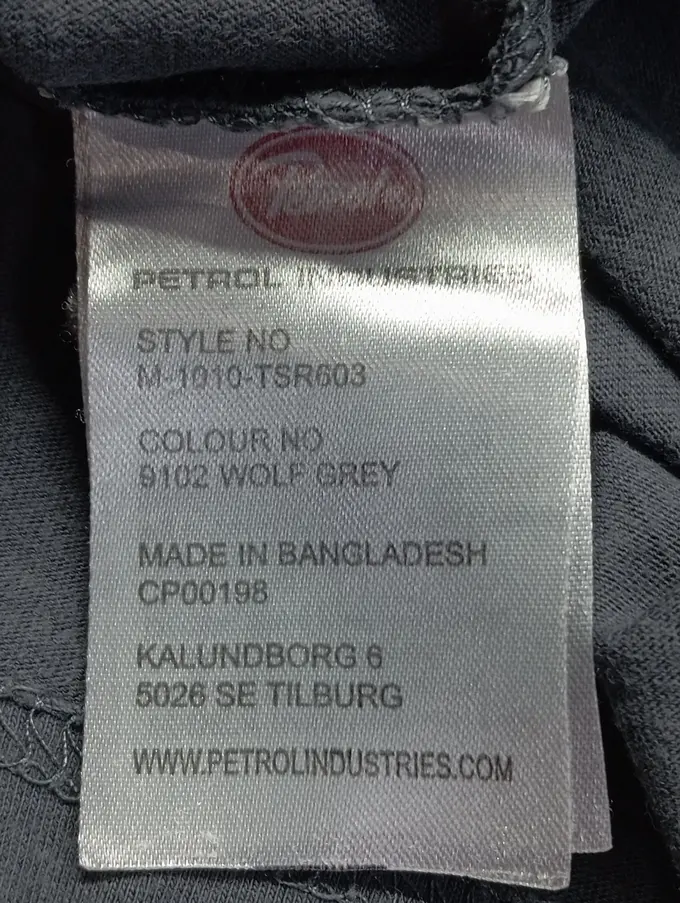 Petrol
PETROL INDUSTRIES
STYLE NO
M-1010-TSR603
COLOUR NO
9102 WOLF GREY
MADE IN BANGLADESH
CP00198
KALUNDBORG 6
5026 SE TILBURG
WWW.PETROLINDUSTRIES.COM